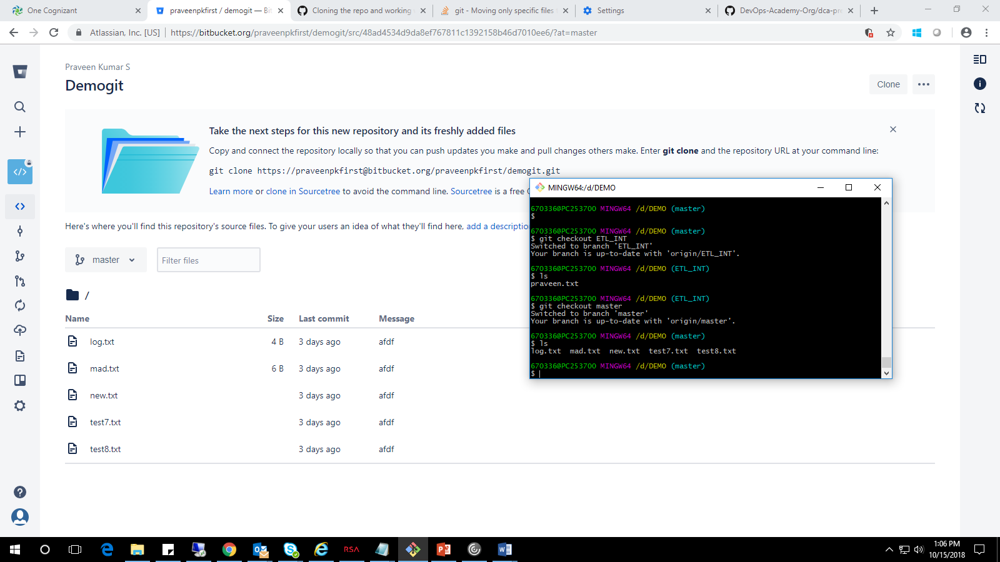 One Cognizant
praveenpkfirst / demogit — Bit
Cloning the repo and working
git - Moving only specific files
Settings
DevOps-Academy-Org/dca-pre
Atlassian, Inc. [US]
https://bitbucket.org/praveenpkfirst/demogit/src/48ad4534d9da8ef767811c1392158b46d7010ee6/?at=master
Praveen Kumar S
Demogit
Clone
Take the next steps for this new repository and its freshly added files
Copy and connect the repository locally so that you can push updates you make and pull changes others make. Enter git clone and the repository URL at your command line:
git clone https://praveenpkfirst@bitbucket.org/praveenpkfirst/demogit.git
Learn more or clone in Sourcetree to avoid the command line. Sourcetree is a free
Here's where you'll find this repository's source files. To give your users an idea of what they'll find here, add a descriptio
master
Filter files
/
Name Size Last commit Message
log.txt 4 B 3 days ago afdf
mad.txt 6 B 3 days ago afdf
new.txt 3 days ago afdf
test7.txt 3 days ago afdf
test8.txt 3 days ago afdf
MINGW64:/d/DEMO
670336@PC253700 MINGW64 /d/DEMO (master)
$
670336@PC253700 MINGW64 /d/DEMO (master)
$ git checkout ETL_INT
Switched to branch 'ETL_INT'
Your branch is up-to-date with 'origin/ETL_INT'.
670336@PC253700 MINGW64 /d/DEMO (ETL_INT)
$ ls
praveen.txt
670336@PC253700 MINGW64 /d/DEMO (ETL_INT)
$ git checkout master
Switched to branch 'master'
Your branch is up-to-date with 'origin/master'.
670336@PC253700 MINGW64 /d/DEMO (master)
$ ls
log.txt mad.txt new.txt test7.txt test8.txt
670336@PC253700 MINGW64 /d/DEMO (master)
$
RSA
1:06 PM
10/15/2018